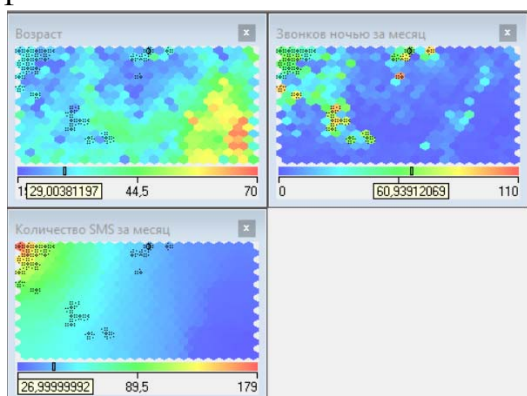 Возраст
x
29,00381197
44,5
70
Звонков ночью за месяц
x
0
60,93912069
110
Количество SMS за месяц
x
26,99999992
89,5
179